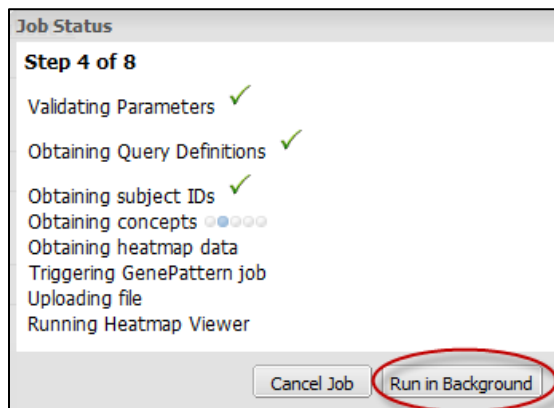 Job Status
Step 4 of 8
Validating Parameters
Obtaining Query Definitions
Obtaining subject IDs
Obtaining concepts
Obtaining heatmap data
Triggering GenePattern job
Uploading file
Running Heatmap Viewer
Cancel Job Run in Background